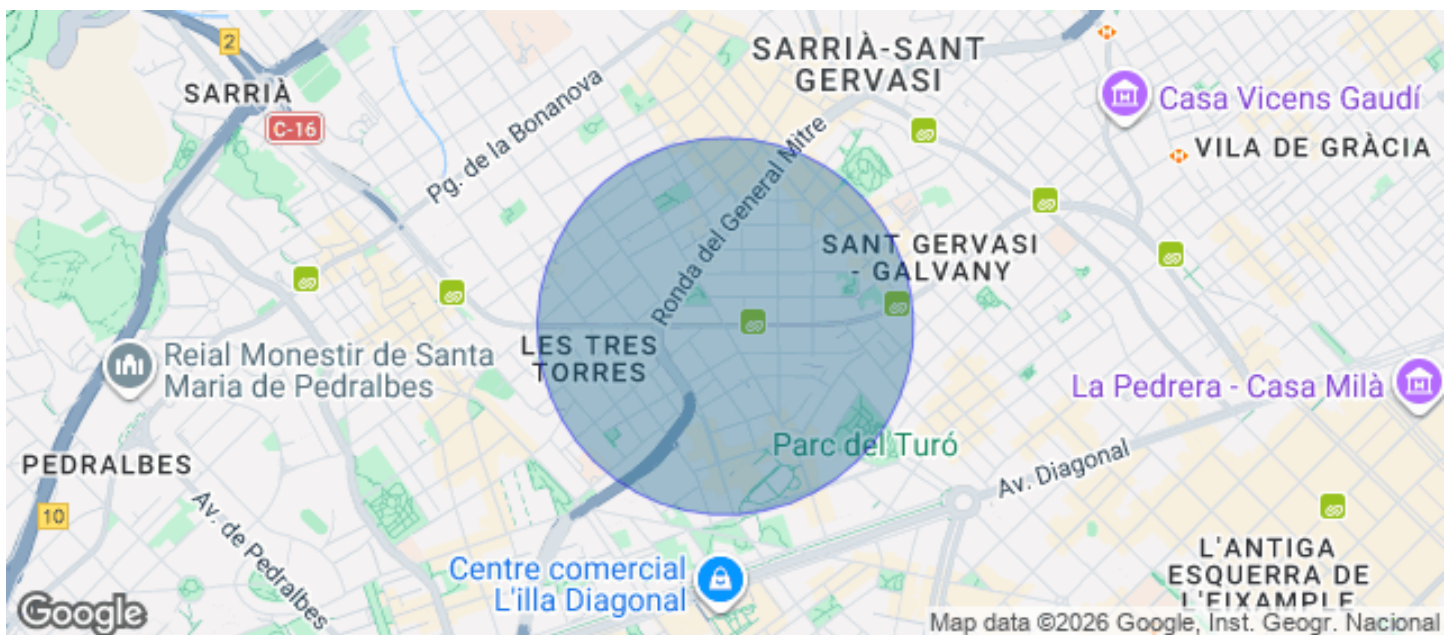 2
SARRIÀ-SANT
GERVASI
SARRIÀ
C-16
Pg. de la Bonanova
Casa Vicens Gaudí
VILA DE GRÀCIA
Ronda del General Mitre
SANT GERVASI
- GALVANY
LES TRES
TORRES
Reial Monestir de Santa
Maria de Pedralbes
La Pedrera - Casa Milà
Parc del Turó
PEDRALBES
Av. Diagonal
10
Av. de Pedralbes
Centre comercial
L'illa Diagonal
L'ANTIGA
ESQUERRA DE
L'EIXAMPLE
Google
Map data ©2026 Google, Inst. Geogr. Nacional